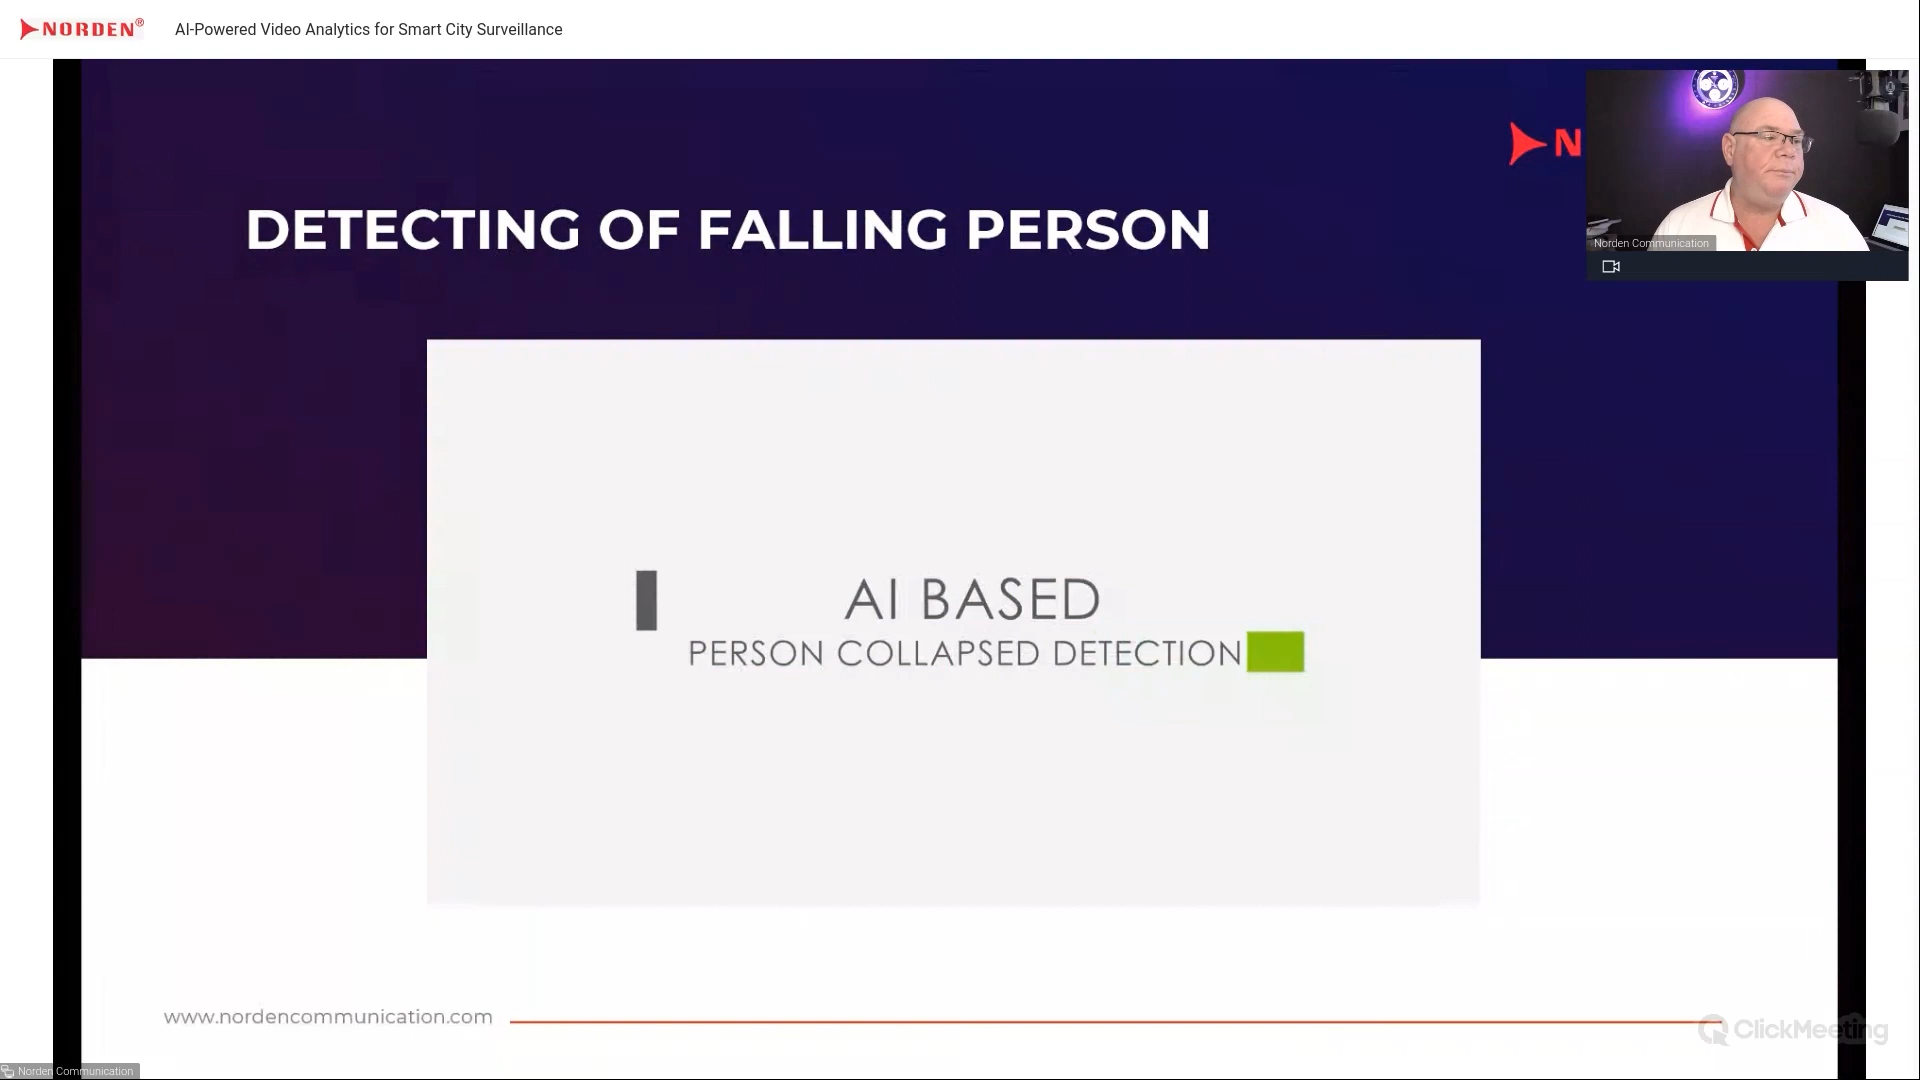 NORDEN®
AI-Powered Video Analytics for Smart City Surveillance
N
DETECTING OF FALLING PERSON
Norden Communication
AI BASED
PERSON COLLAPSED DETECTION
www.nordencommunication.com
ClickMeeting
Norden Communication